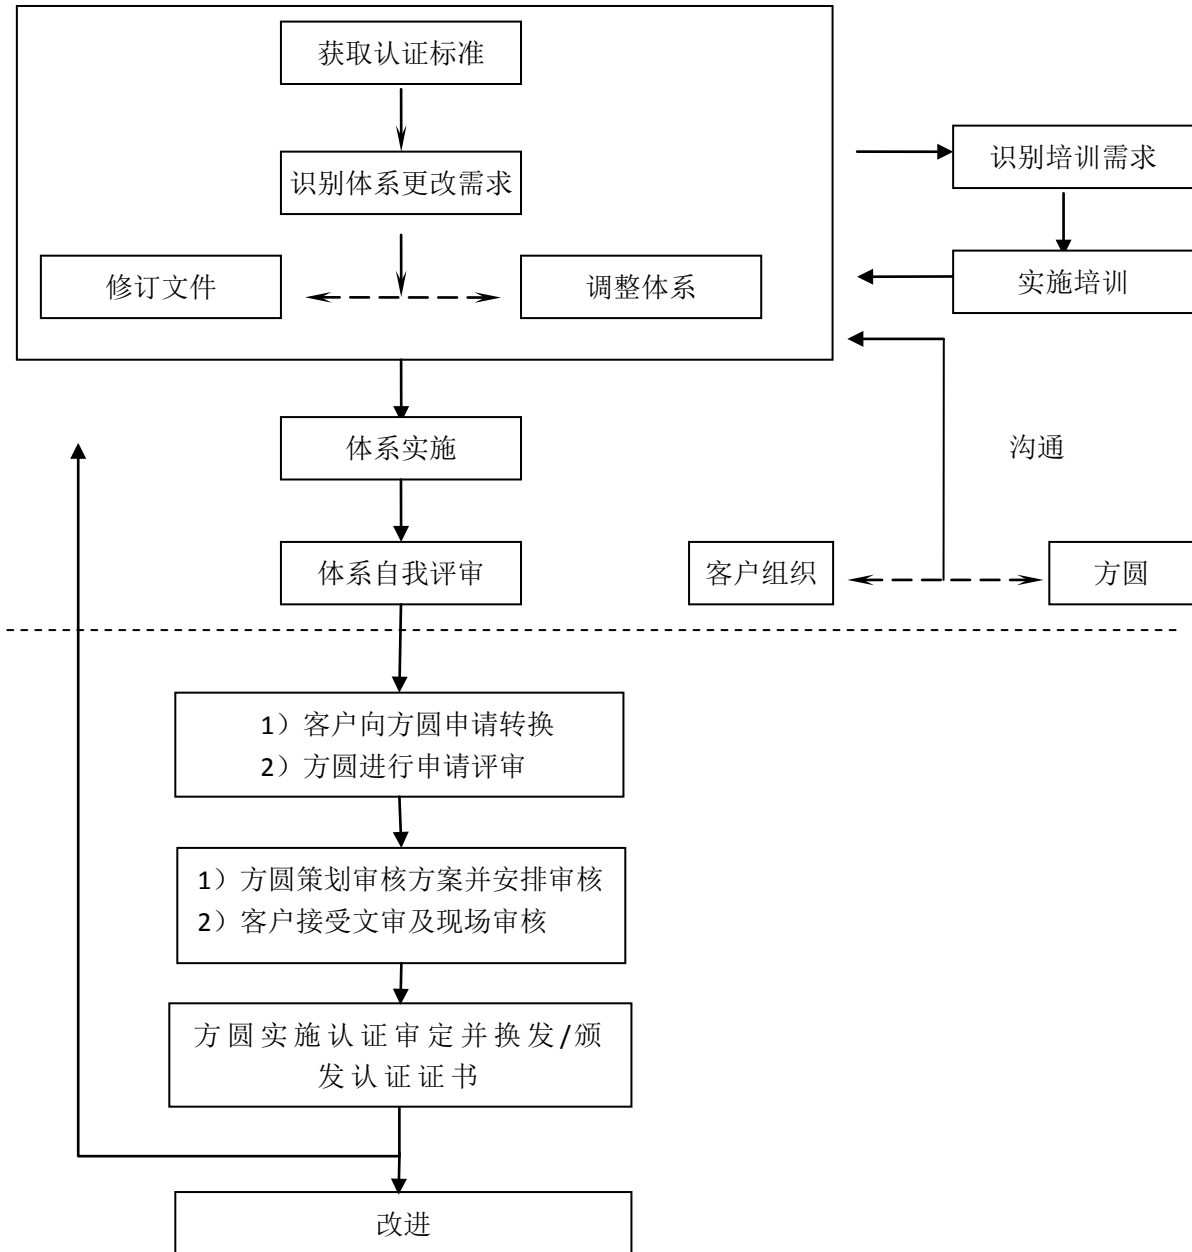 获取认证标准
识别培训需求
识别体系更改需求
修订文件
调整体系
实施培训
体系实施
沟通
体系自我评审
客户组织
方圆
1）客户向方圆申请转换
2）方圆进行申请评审
1）方圆策划审核方案并安排审核
2）客户接受文审及现场审核
方圆实施认证审定并换发/颁
发认证证书
改进